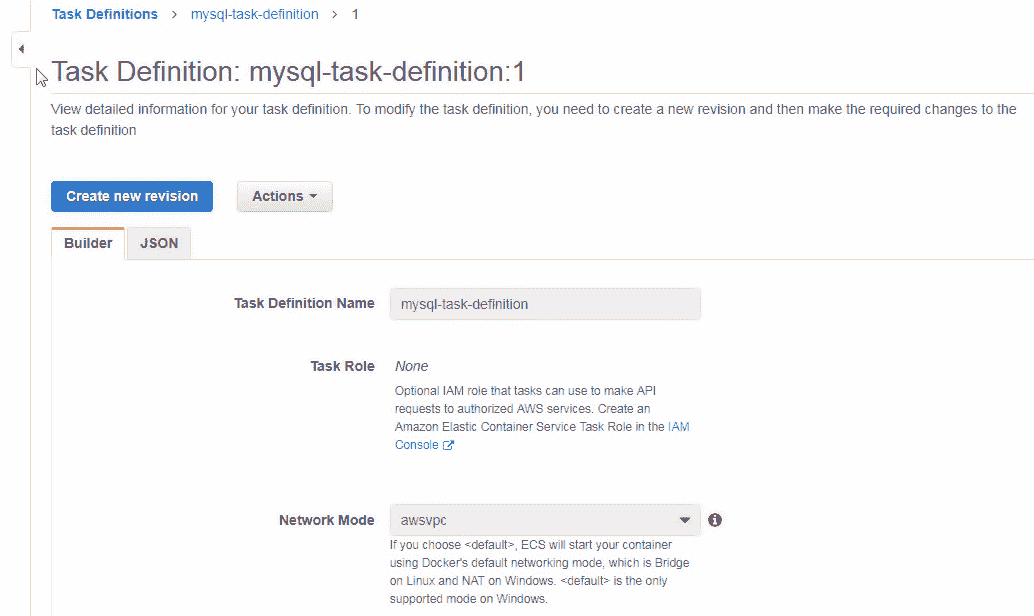 Task Definitions > mysql-task-definition > 1
Task Definition: mysql-task-definition:1
View detailed information for your task definition. To modify the task definition, you need to create a new revision and then make the required changes to the
task definition
Create new revision
Actions
Builder
JSON
Task Definition Name
mysql-task-definition
Task Role
None
Optional IAM role that tasks can use to make API
requests to authorized AWS services. Create an
Amazon Elastic Container Service Task Role in the IAM
Console
Network Mode
awsvpc
If you choose <default>, ECS will start your container
using Docker's default networking mode, which is Bridge
on Linux and NAT on Windows. <default> is the only
supported mode on Windows.